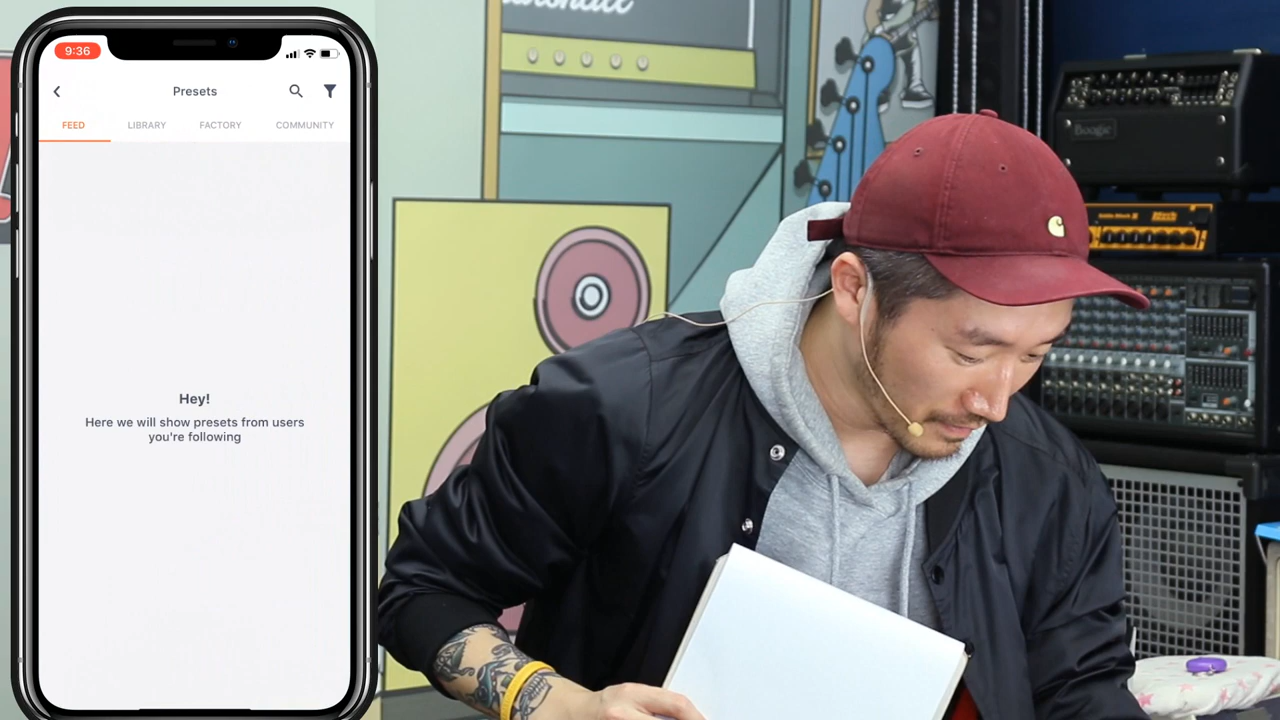 9:36
Presets
FEED
LIBRARY
FACTORY
COMMUNITY
Hey!
Here we will show presets from users
you're following
Boogie